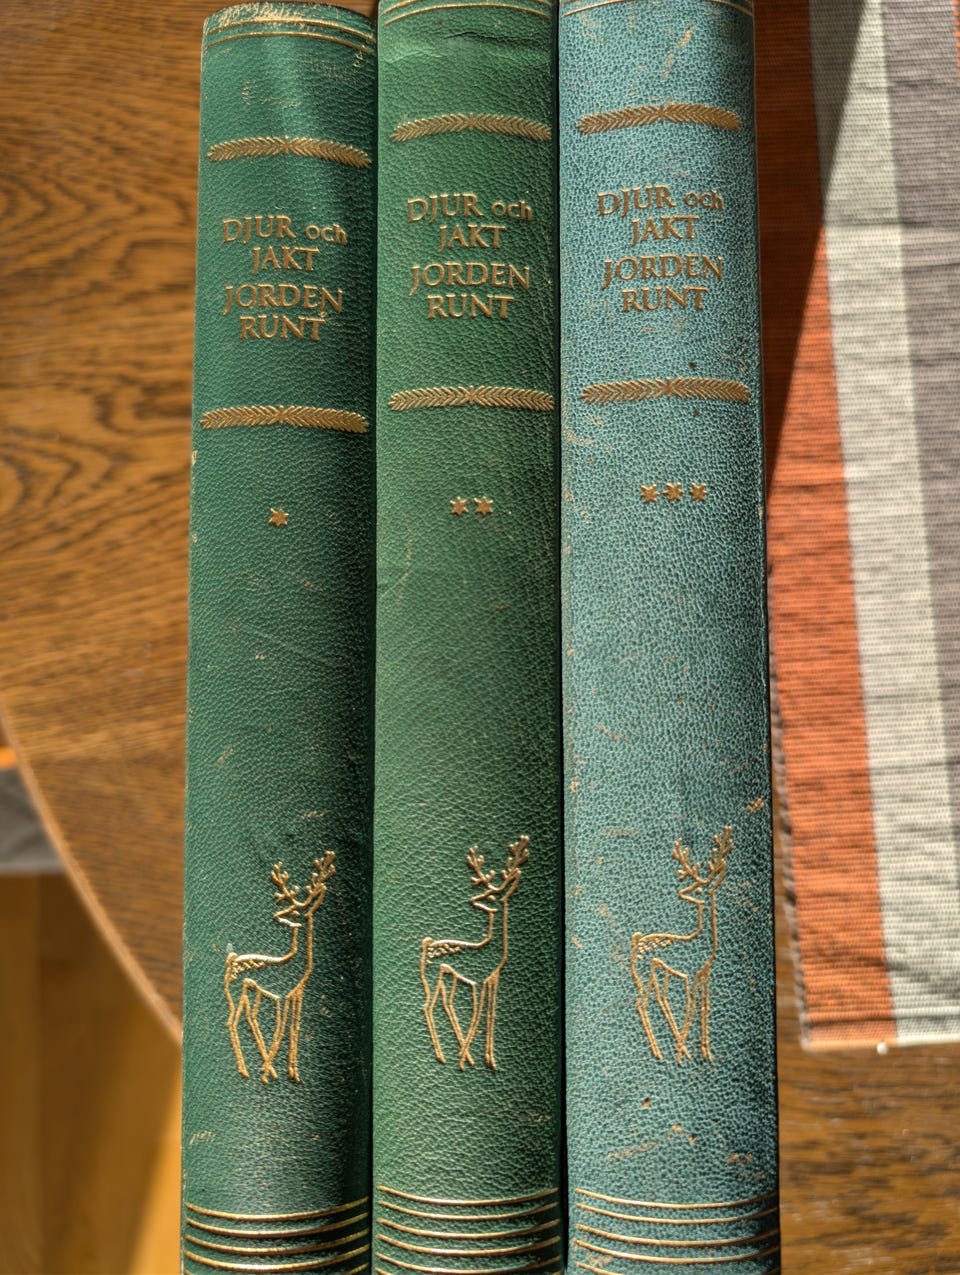 DJUR och
JAKT
JORDEN
RUNT
*
DJUR och
JAKT
JORDEN
RUNT
**
DJUR och
JAKT
JORDEN
RUNT
***